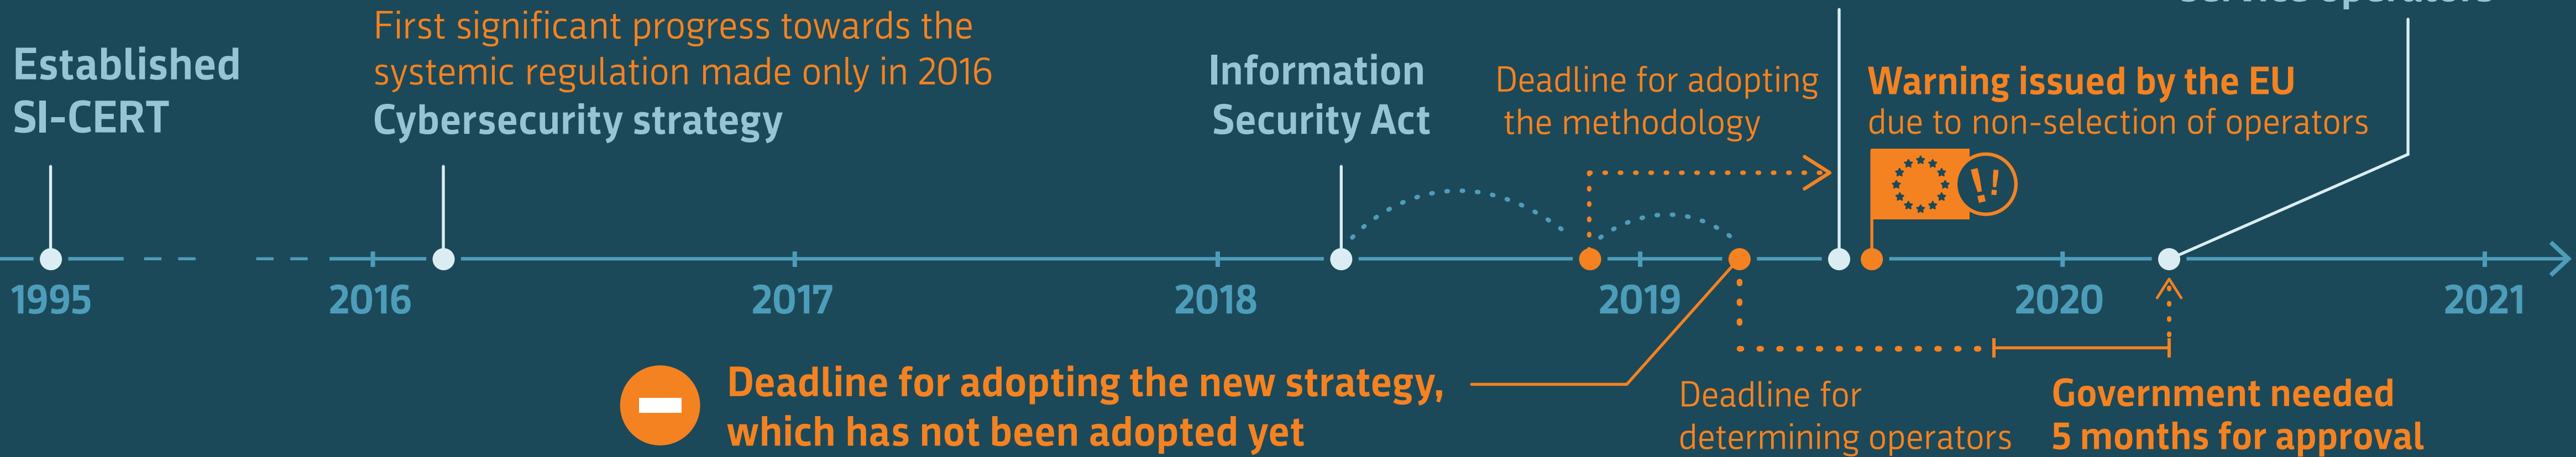 Established
SI-CERT
First significant progress towards the
systemic regulation made only in 2016
Cybersecurity strategy
Information
Security Act
Deadline for adopting
the methodology
Warning issued by the EU
due to non-selection of operators
!!
1995
2016
2017
2018
2019
2020
2021
Deadline for adopting the new strategy,
which has not been adopted yet
Deadline for
determining operators
Government needed
5 months for approval